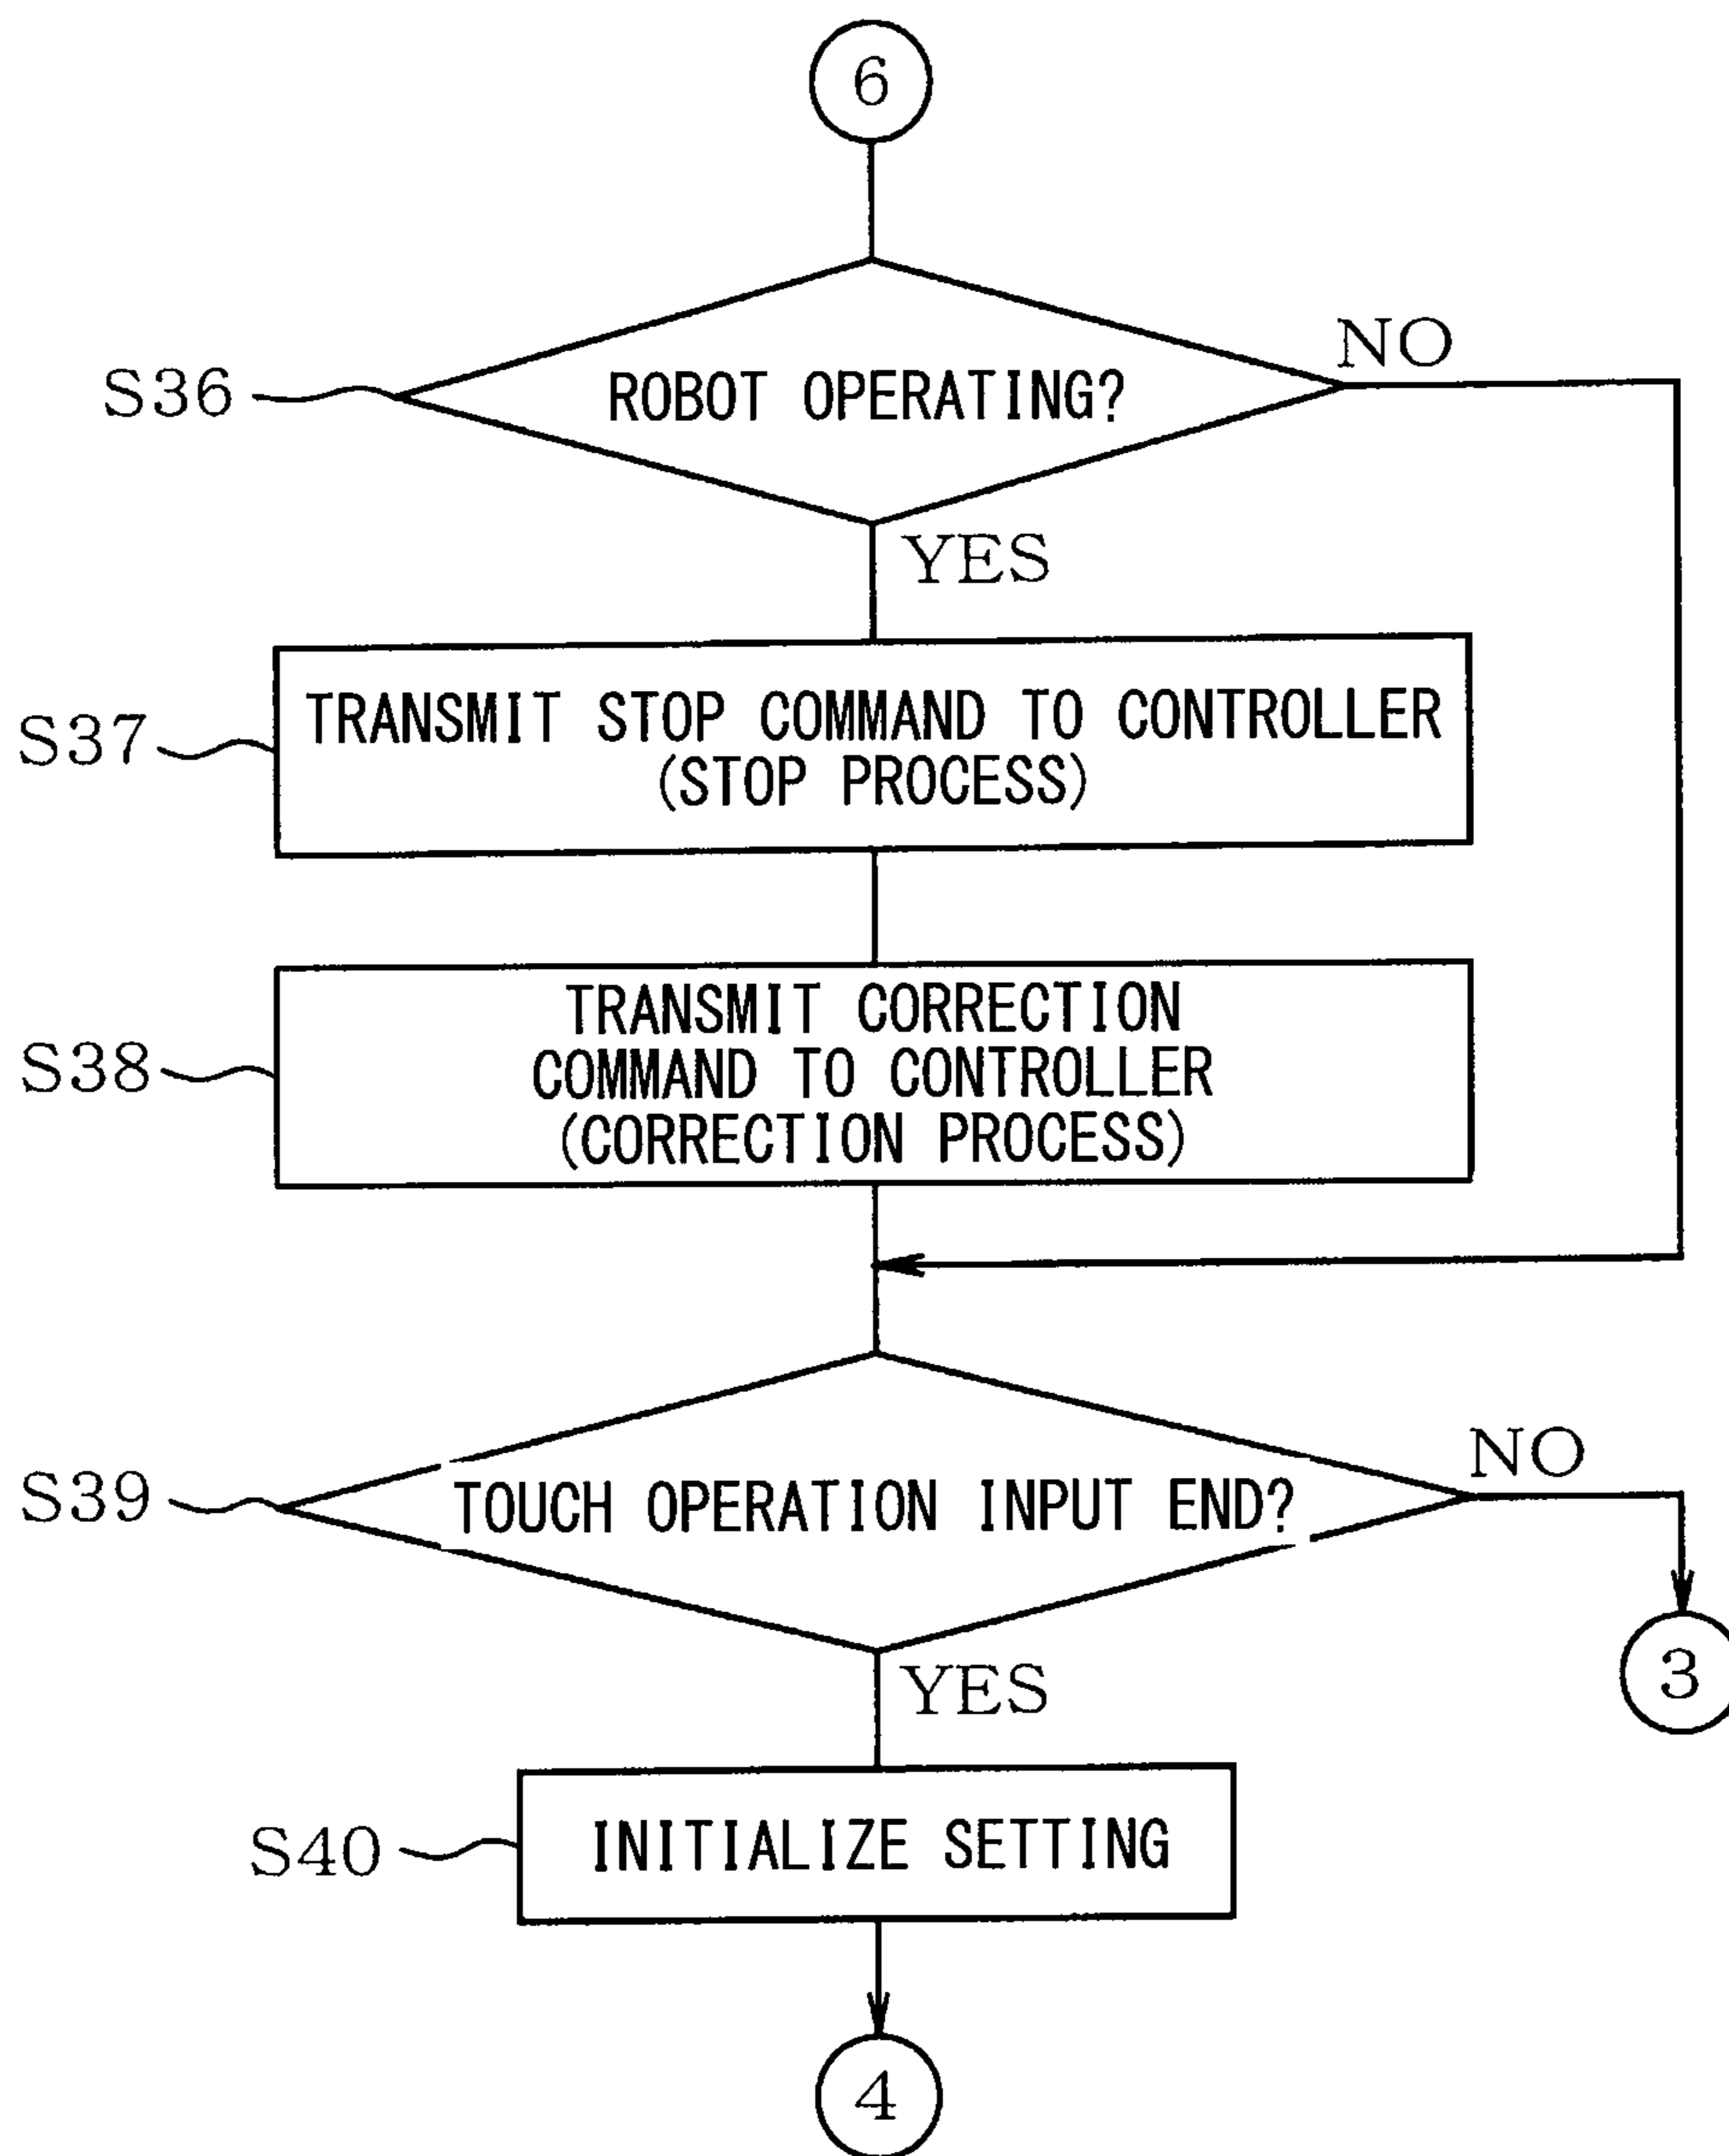 6
NO
S36
ROBOT OPERATING?
YES
S37
TRANSMIT STOP COMMAND TO CONTROLLER
(STOP PROCESS)
S38
TRANSMIT CORRECTION
COMMAND TO CONTROLLER
(CORRECTION PROCESS)
NO
S39
TOUCH OPERATION INPUT END?
YES
3
S40
INITIALIZE SETTING
4